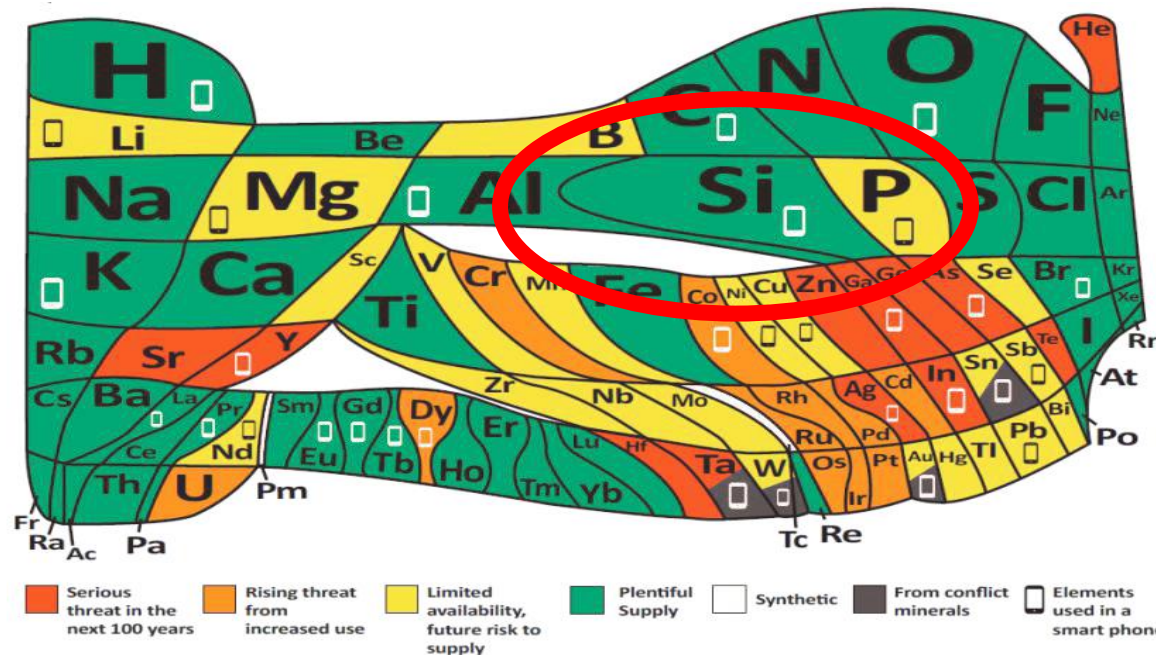 H
He
Li
Be
B
C
N
O
F
Ne
Na
Mg
Al
Si
P
S
Cl
Ar
K
Ca
Sc
Ti
V
Cr
Mn
Fe
Co
Ni
Cu
Zn
Ga
Ge
As
Se
Br
Kr
Rb
Sr
Y
Zr
Nb
Mo
Tc
Ru
Rh
Pd
Ag
Cd
In
Sn
Sb
Te
I
Xe
Cs
Ba
La
Ce
Pr
Nd
Pm
Sm
Eu
Gd
Tb
Dy
Ho
Er
Tm
Yb
Lu
Hf
Ta
W
Re
Os
Ir
Pt
Au
Hg
Tl
Pb
Bi
Po
At
Fr
Ra
Ac
Th
Pa
U
Serious
threat in the
next 100 years
Rising threat
from
increased use
Limited
availability,
future risk to
supply
Plentiful
Supply
Synthetic
From conflict
minerals
Elements
used in a
smart phone